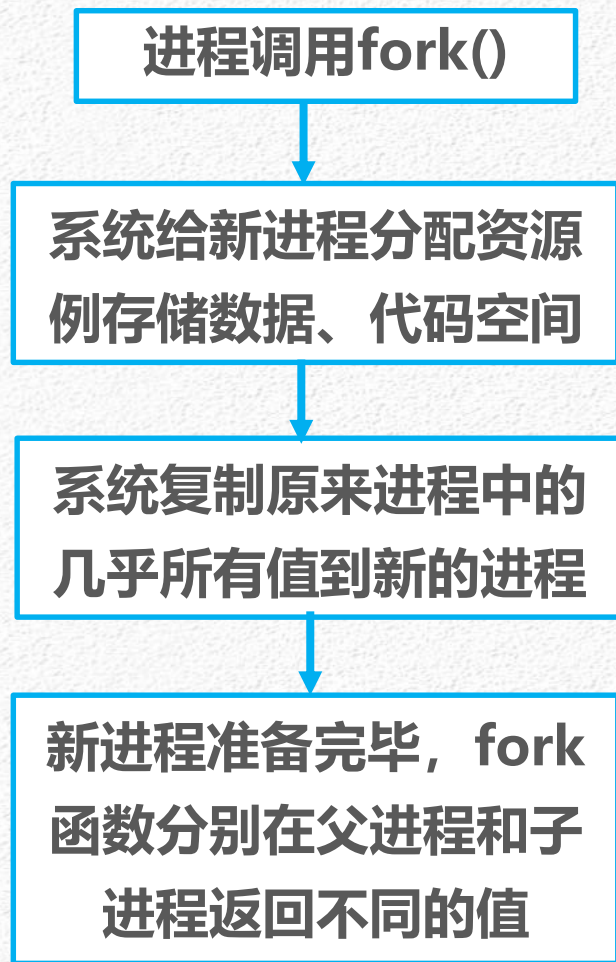 进程调用fork()
系统给新进程分配资源
例存储数据、代码空间
系统复制原来进程中的
几乎所有值到新的进程
新进程准备完毕，fork
函数分别在父进程和子
进程返回不同的值